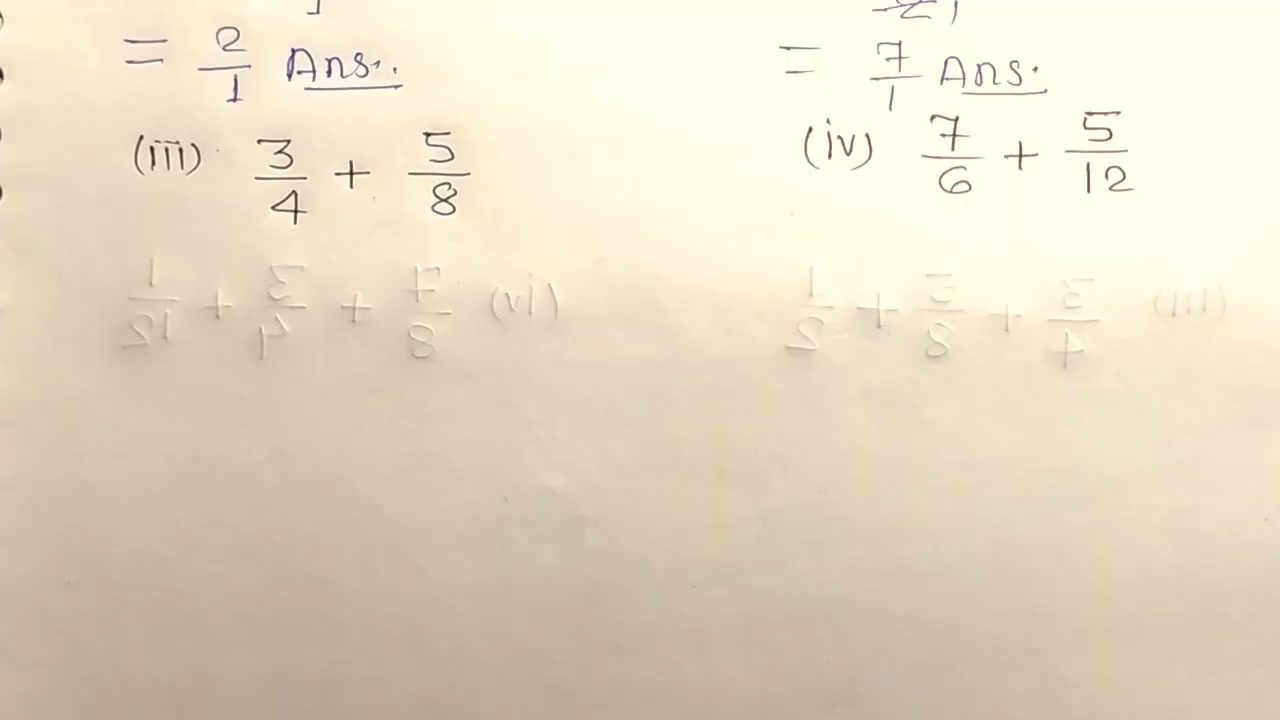 = 2/1 Ans.
= 7/1 Ans.
(iii) 3/4 + 5/8
(iv) 7/6 + 5/12